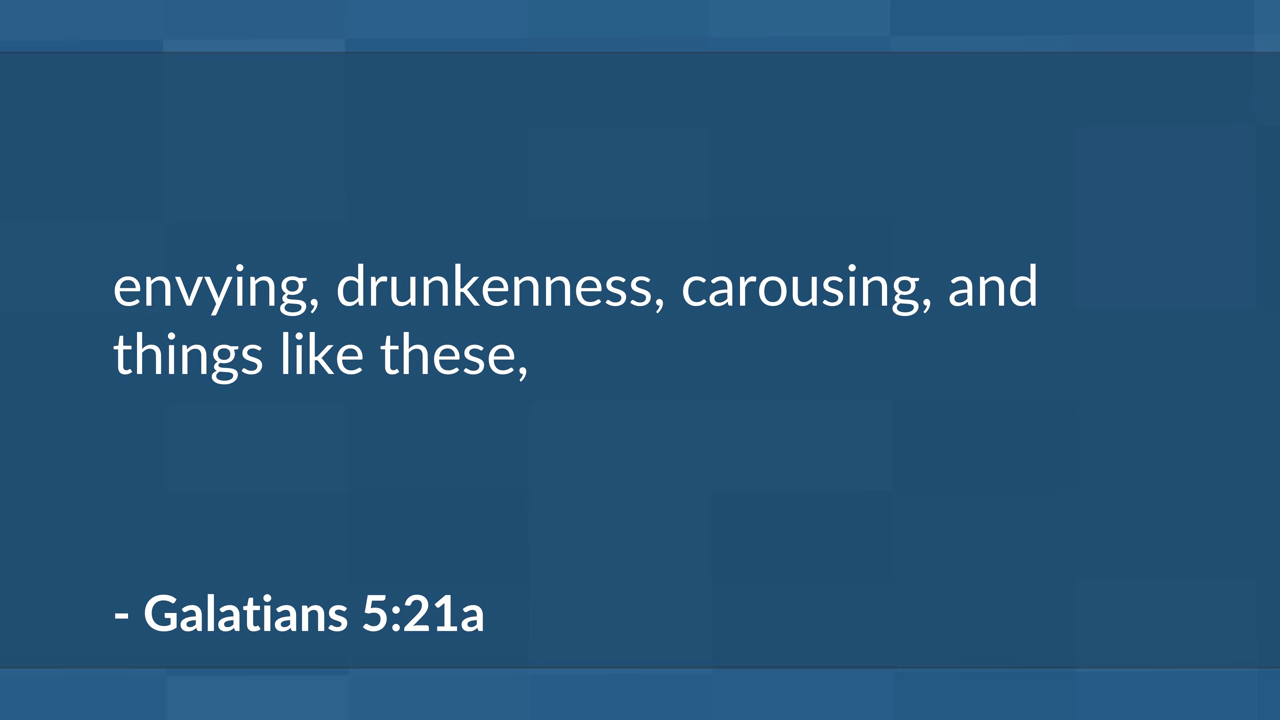 envying, drunkenness, carousing, and
things like these,
- Galatians 5:21a